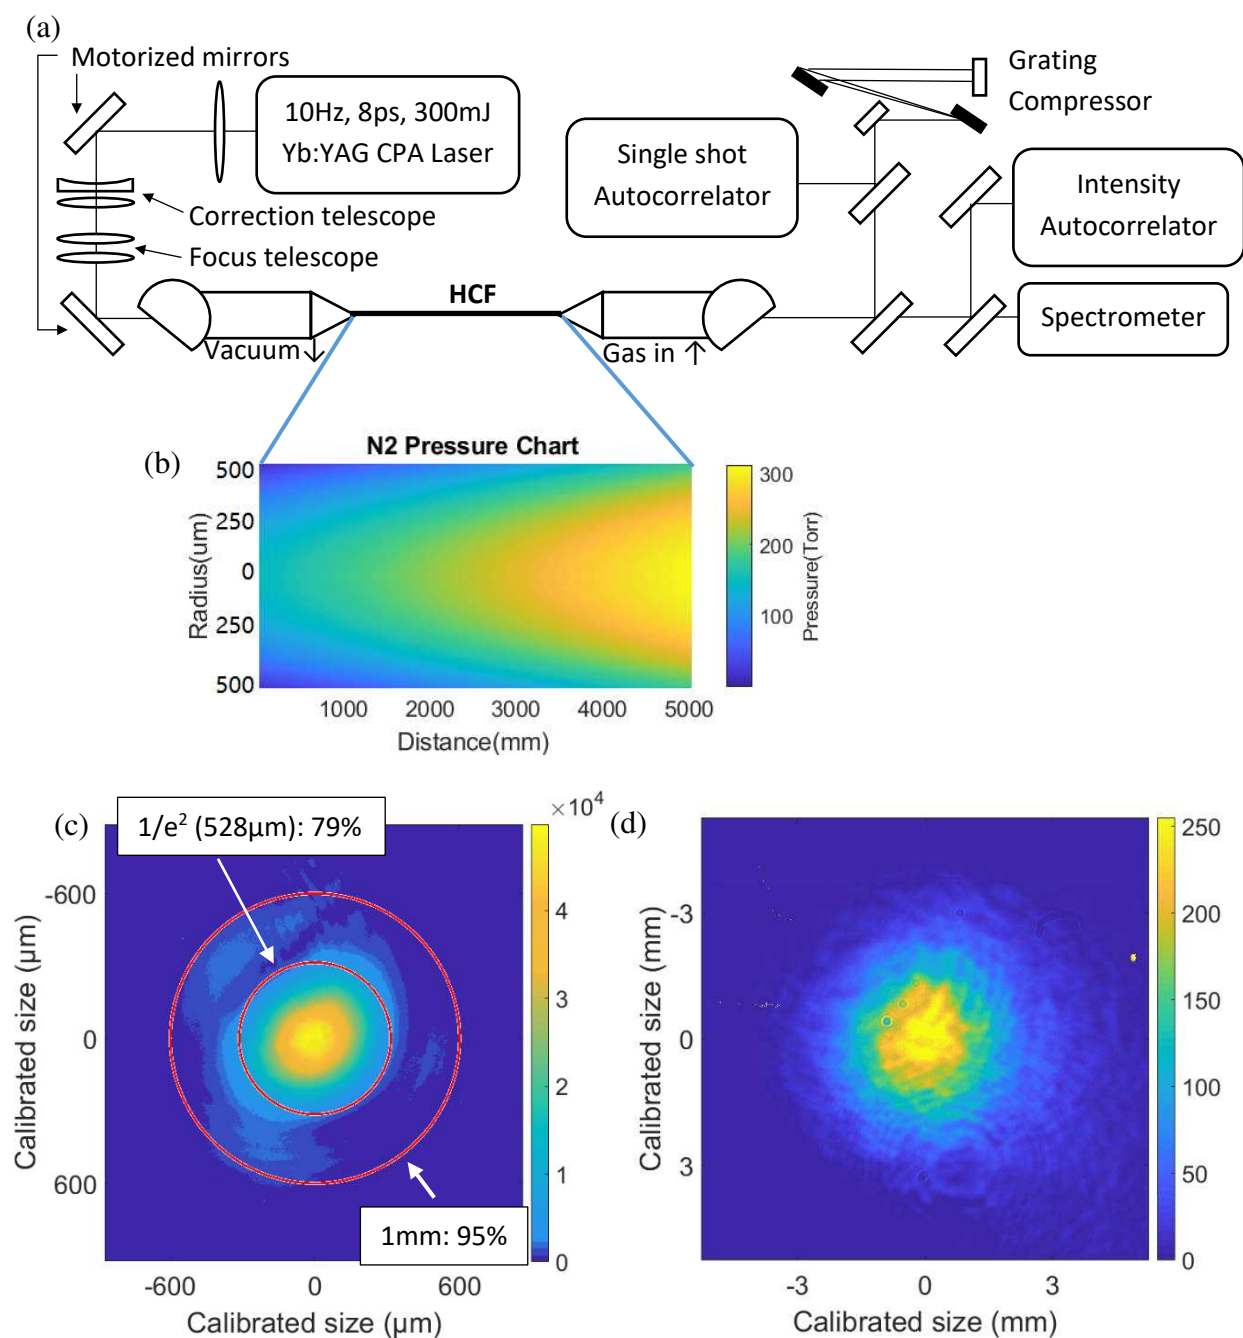 (a)
Motorized mirrors
10Hz, 8ps, 300mJ
Yb:YAG CPA Laser
Correction telescope
Focus telescope
Single shot
Autocorrelator
Grating
Compressor
Intensity
Autocorrelator
Spectrometer
HCF
Vacuum ↓
Gas in ↑
(b)
N2 Pressure Chart
Radius(um)
500
250
0
250
500
1000 2000 3000 4000 5000
Distance(mm)
300
200
100
Pressure(Torr)
(c)
1/e² (528μm): 79%
×10⁴
Calibrated size (μm)
-600
0
600
1mm: 95%
4
3
2
1
0
-600 0 600
Calibrated size (μm)
(d)
Calibrated size (mm)
-3
0
3
250
200
150
100
50
0
-3 0 3
Calibrated size (mm)